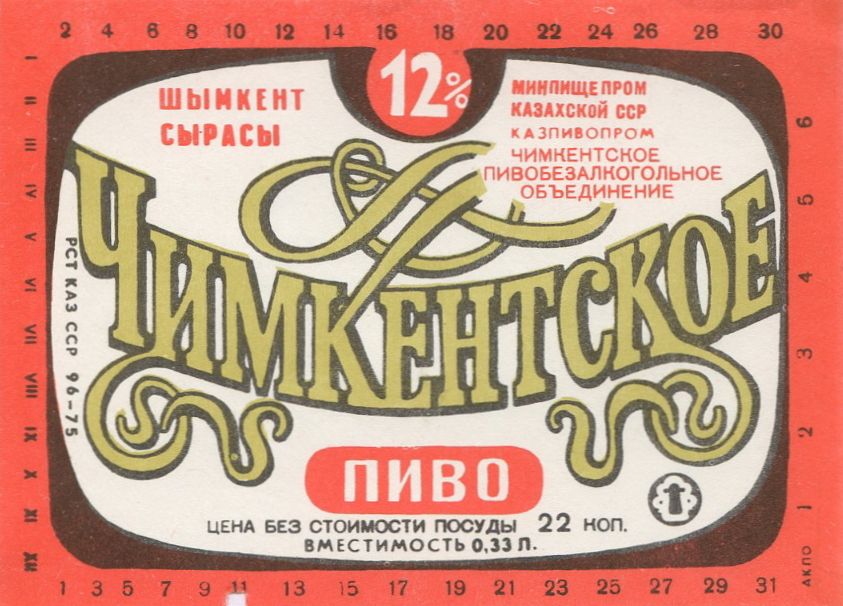 2 4 6 8 10 12 14 16 18 20 22 24 26 28 30
12%
ШЫМКЕНТ
СЫРАСЫ
МИНПИЩЕПРОМ
КАЗАХСКОЙ ССР
КАЗПИВОПРОМ
ЧИМКЕНТСКОЕ
ПИВОБЕЗАЛКОГОЛЬНОЕ
ОБЪЕДИНЕНИЕ
ЧИМКЕНТСКОЕ
ПИВО
ЦЕНА БЕЗ СТОИМОСТИ ПОСУДЫ 22 КОП.
ВМЕСТИМОСТЬ 0,33 Л.
РСТ КАЗ ССР 96-75
I II III IV V VI VII VIII IX X XI XII
6 5 4 3 2 1
АКПО
1 3 4 6 7 9 11 13 15 17 19 20 21 23 25 27 29 31